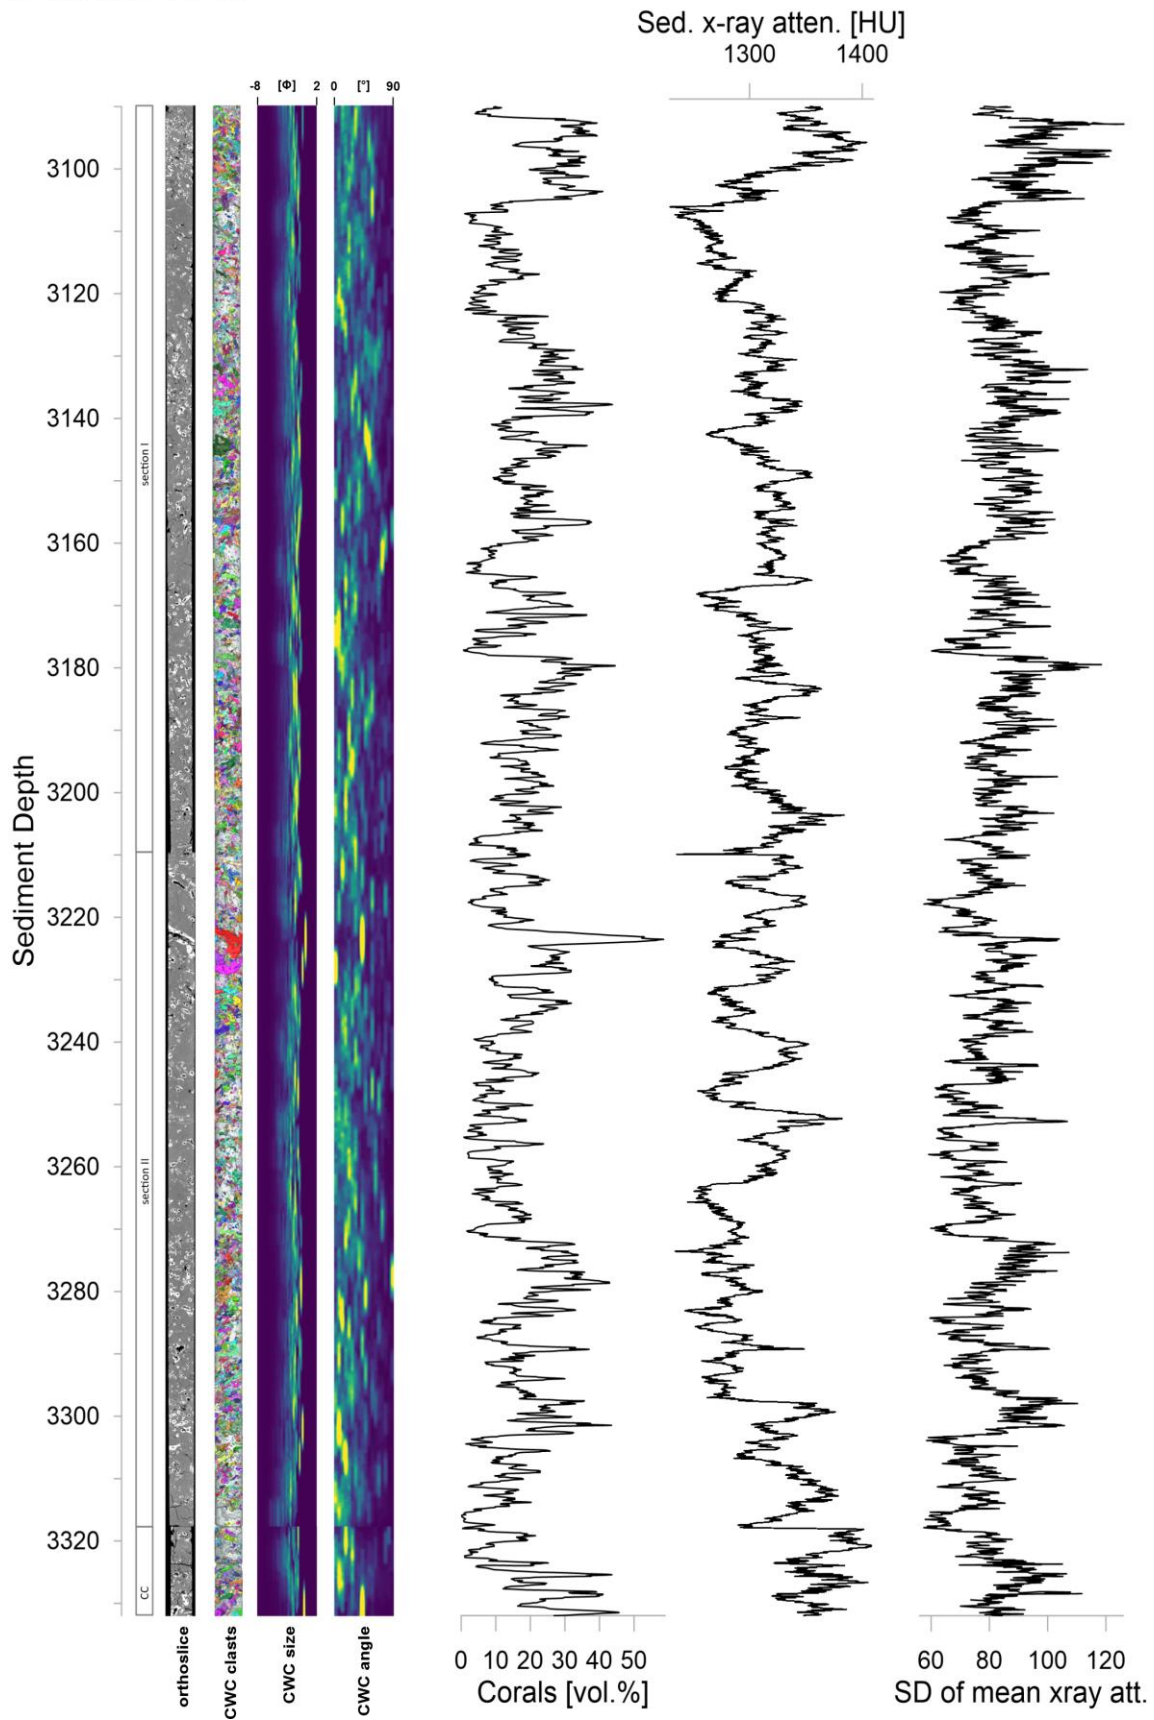 Sed. x-ray atten. [HU]
1300 1400
-8 [Φ] 2 0 [°] 90
3100
3120
3140
3160
3180
3200
3220
3240
3260
3280
3300
3320
Sediment Depth
section I
section II
CC
orthoslice
CWC clasts
CWC size
CWC angle
0 10 20 30 40 50
Corals [vol.%]
60 80 100 120
SD of mean xray att.